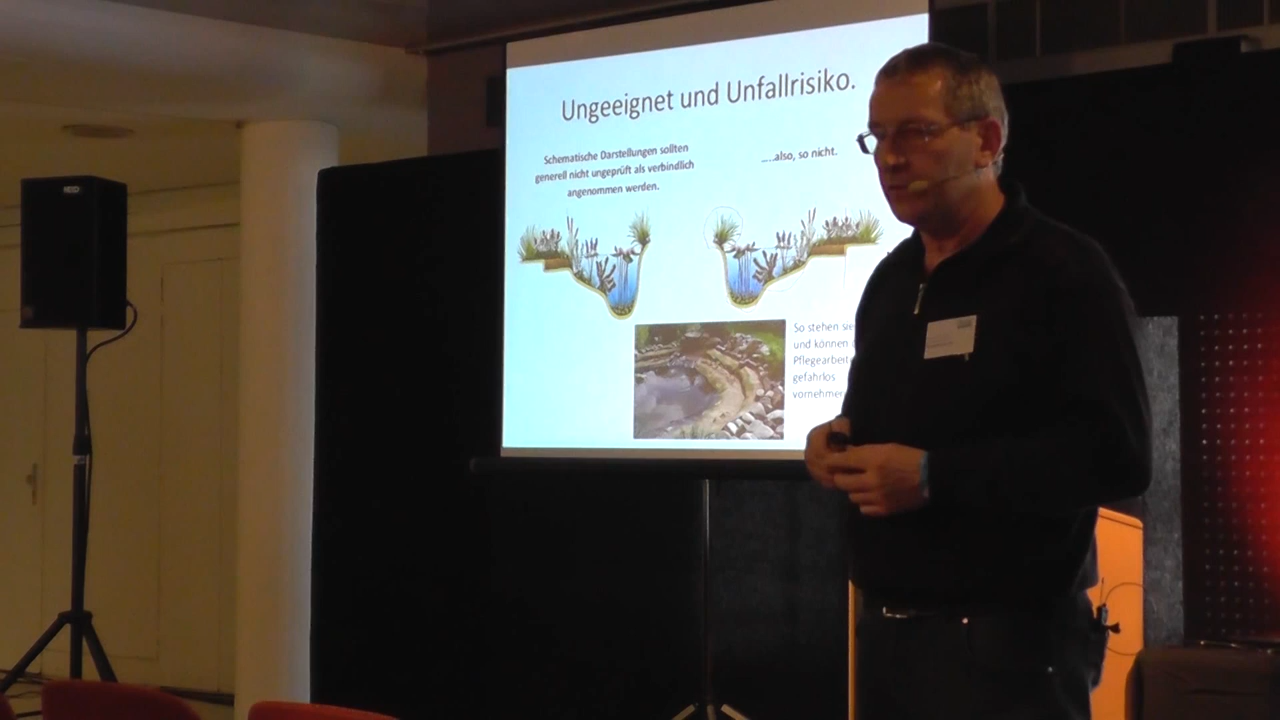 Ungeeignet und Unfallrisiko.
Schematische Darstellungen sollten
generell nicht ungeprüft als verbindlich
angenommen werden.
.....also, so nicht.
So stehen sie
und können
Pflegearbeite
gefahrlos
vornehmen